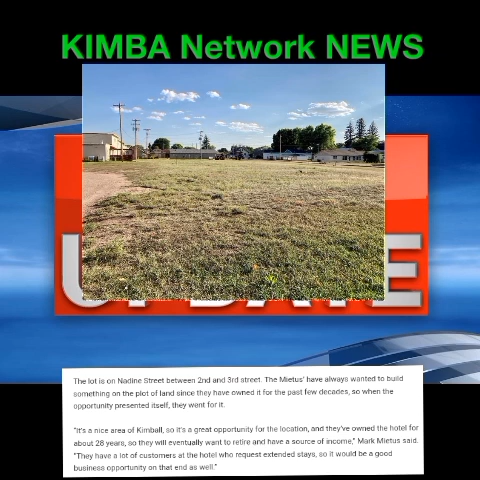 KIMBA Network NEWS
UPDATE
The lot is on Nadine Street between 2nd and 3rd street. The Mietus' have always wanted to build
something on the plot of land since they have owned it for the past few decades, so when the
opportunity presented itself, they went for it.
"It's a nice area of Kimball, so it's a great opportunity for the location, and they've owned the hotel for
about 28 years, so they will eventually want to retire and have a source of income," Mark Mietus said.
"They have a lot of customers at the hotel who request extended stays, so it would be a good
business opportunity on that end as well."